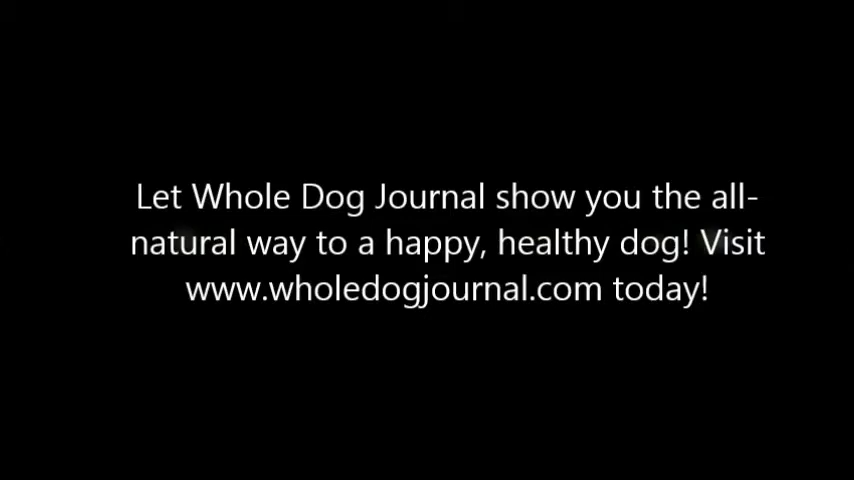 Let Whole Dog Journal show you the all-
natural way to a happy, healthy dog! Visit
www.wholedogjournal.com today!